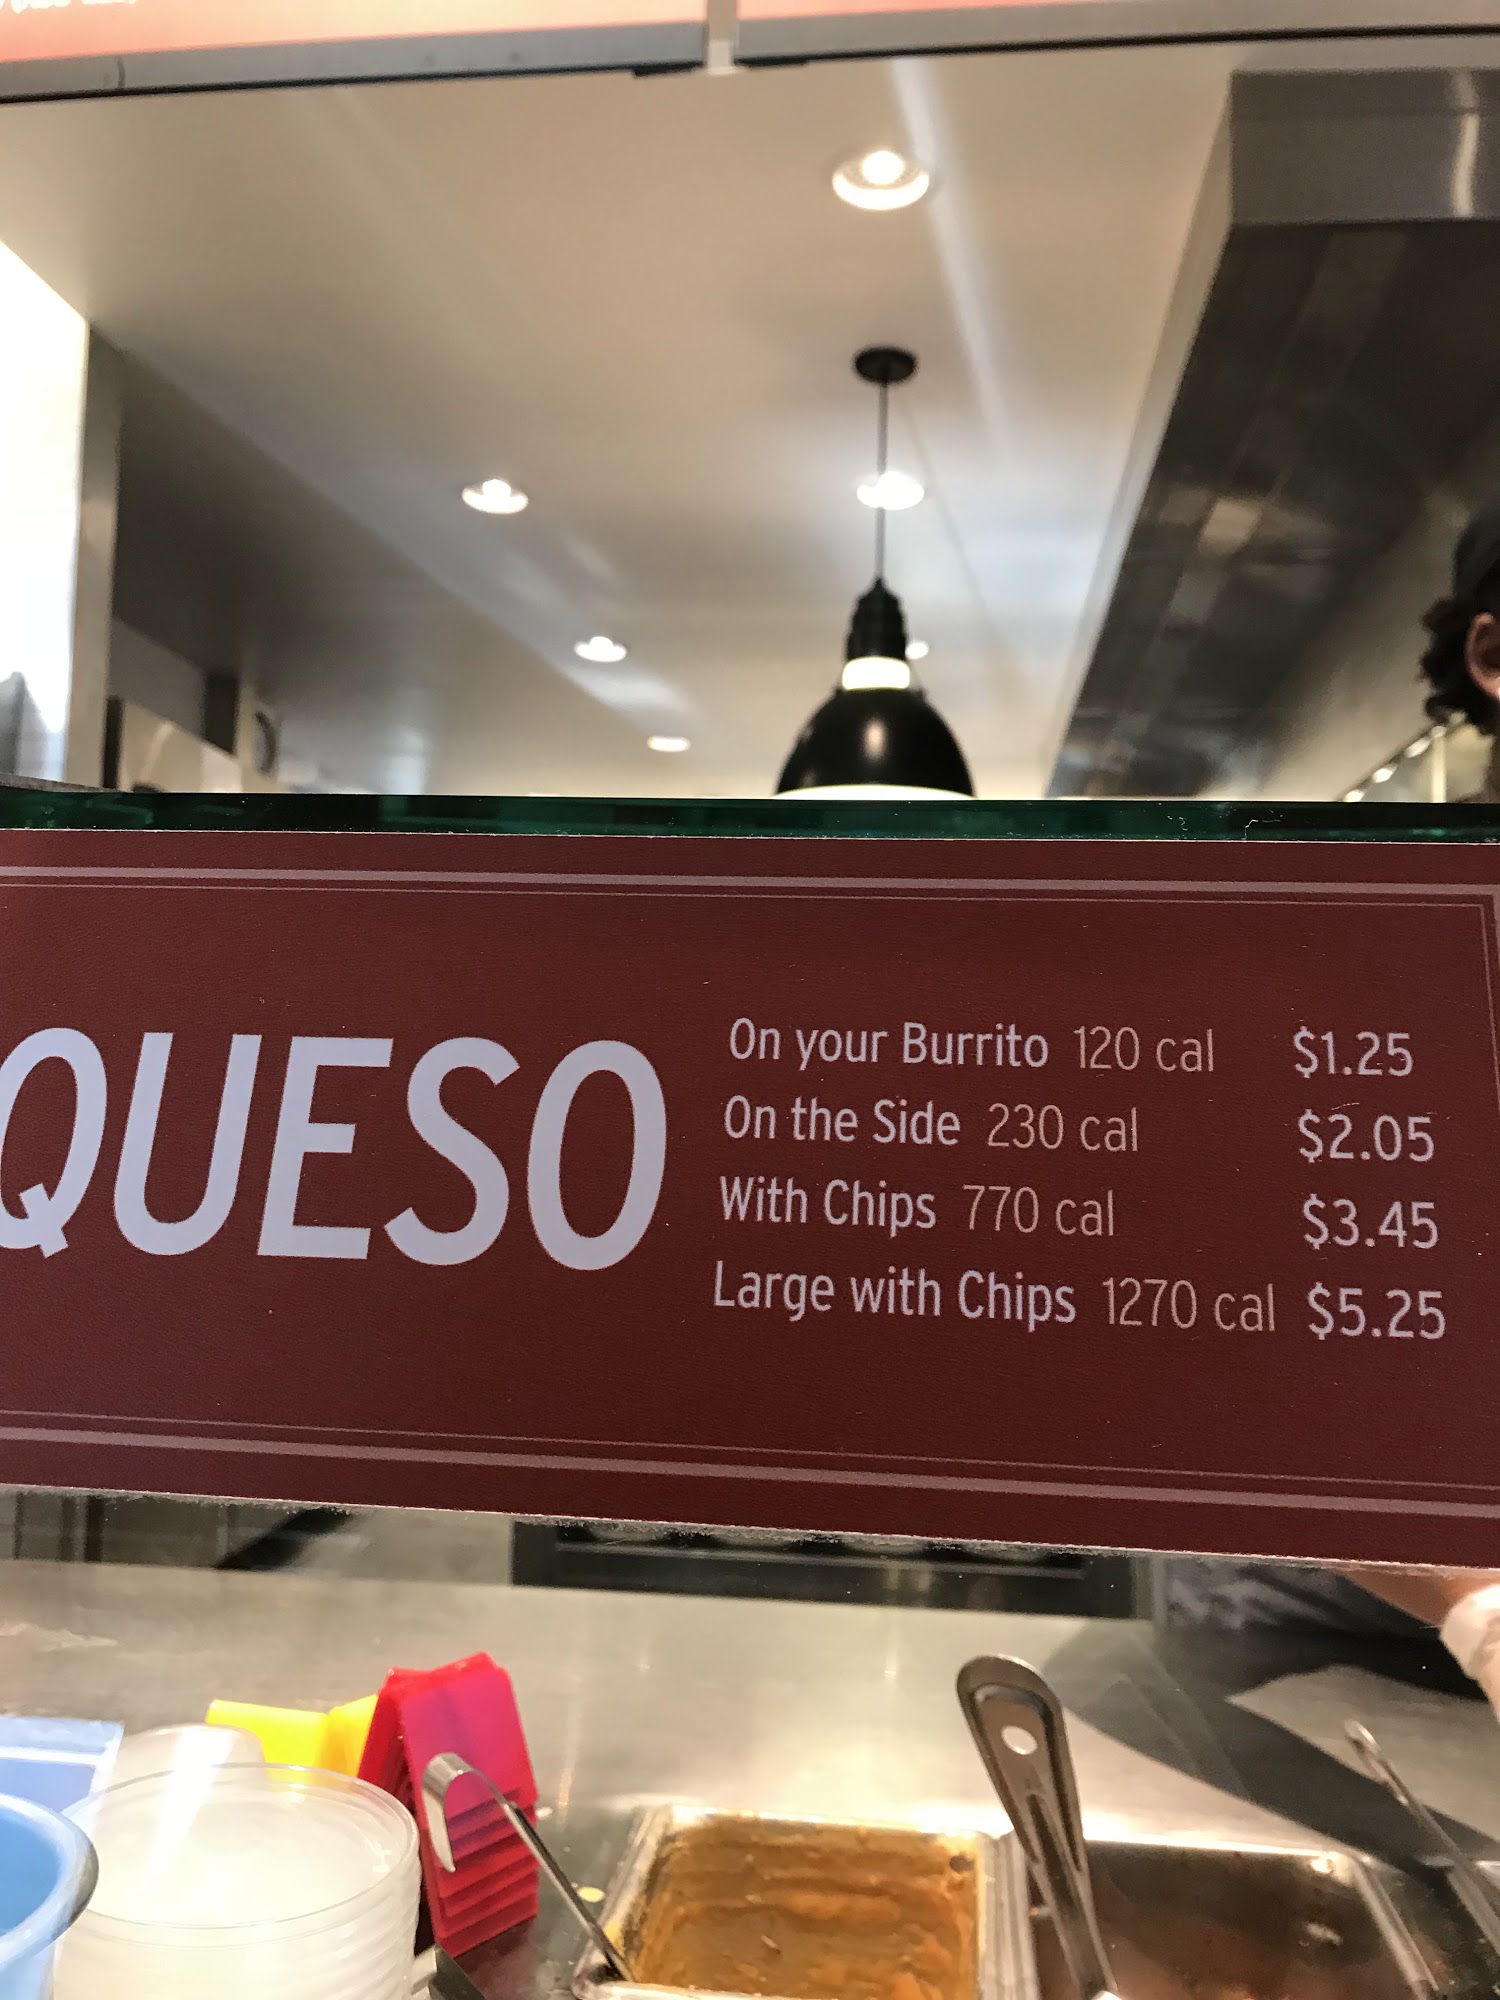 QUESO
On your Burrito 120 cal $1.25
On the Side 230 cal $2.05
With Chips 770 cal $3.45
Large with Chips 1270 cal $5.25